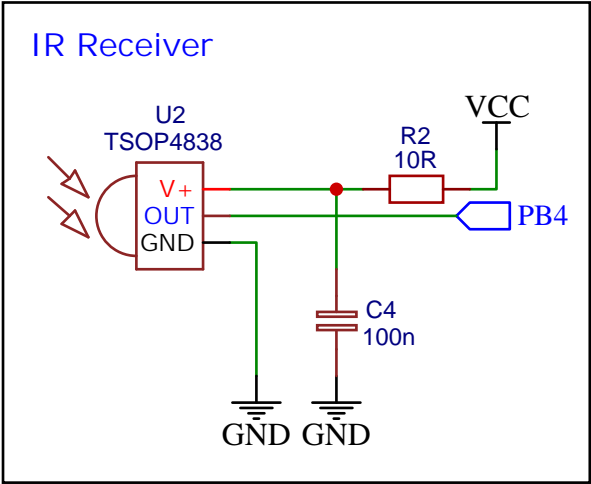 IR Receiver
U2
TSOP4838
VCC
R2
10R
V+
OUT
GND
PB4
C4
100n
GND GND